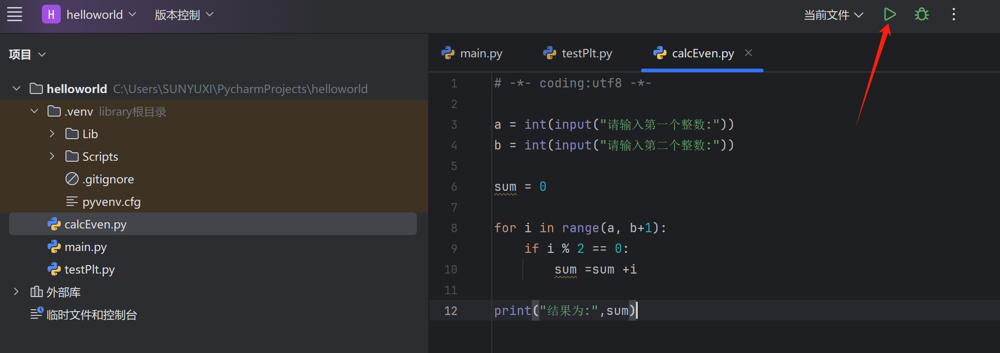 H helloworld 版本控制 当前文件
项目
helloworld C:\Users\SUNYUXI\PycharmProjects\helloworld
.venv library根目录
Lib
Scripts
.gitignore
pyvenv.cfg
calcEven.py
main.py
testPlt.py
外部库
临时文件和控制台
main.py testPlt.py calcEven.py
1 # -*- coding:utf8 -*-
2
3 a = int(input("请输入第一个整数:"))
4 b = int(input("请输入第二个整数:"))
5
6 sum = 0
7
8 for i in range(a, b+1):
9     if i % 2 == 0:
10         sum =sum +i
11
12 print("结果为:",sum)